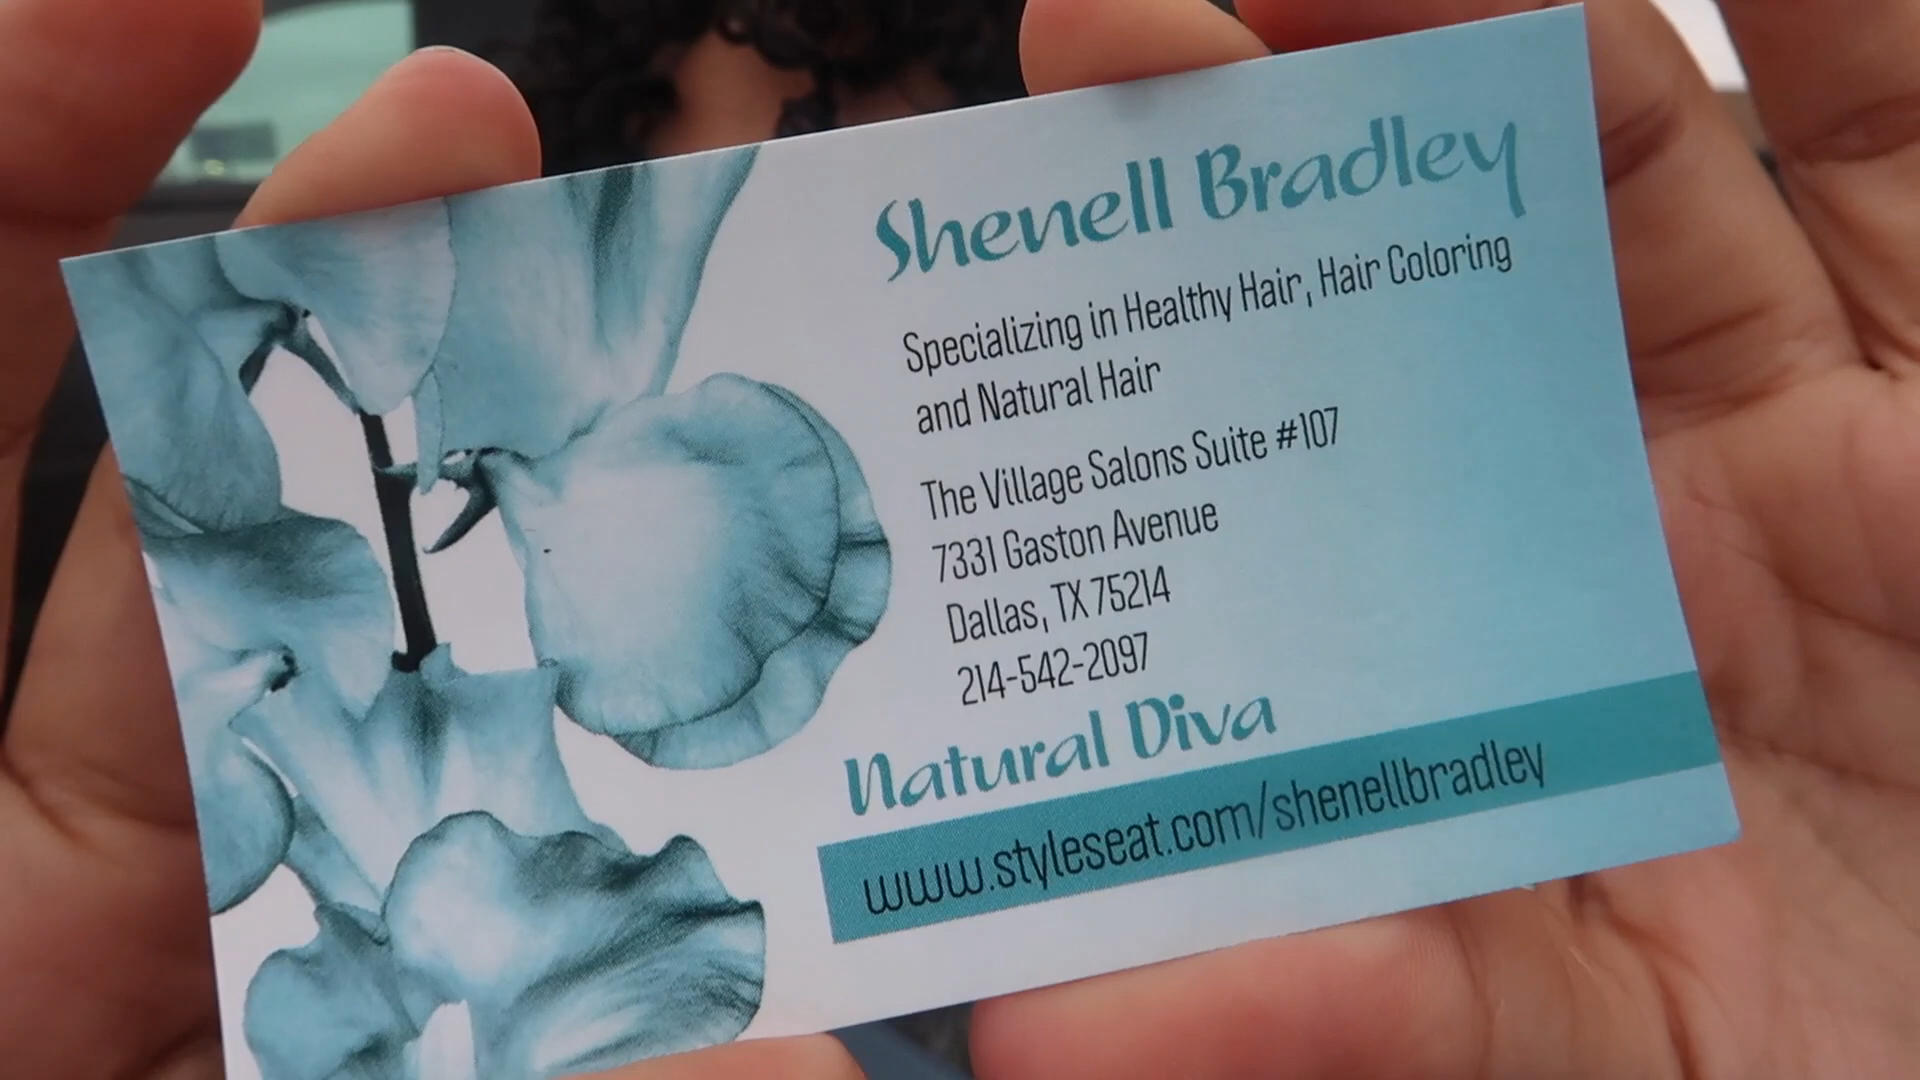 Shenell Bradley
Specializing in Healthy Hair, Hair Coloring
and Natural Hair
The Village Salons Suite #107
7331 Gaston Avenue
Dallas, TX 75214
214-542-2097
Natural Diva
www.styleseat.com/shenellbradley